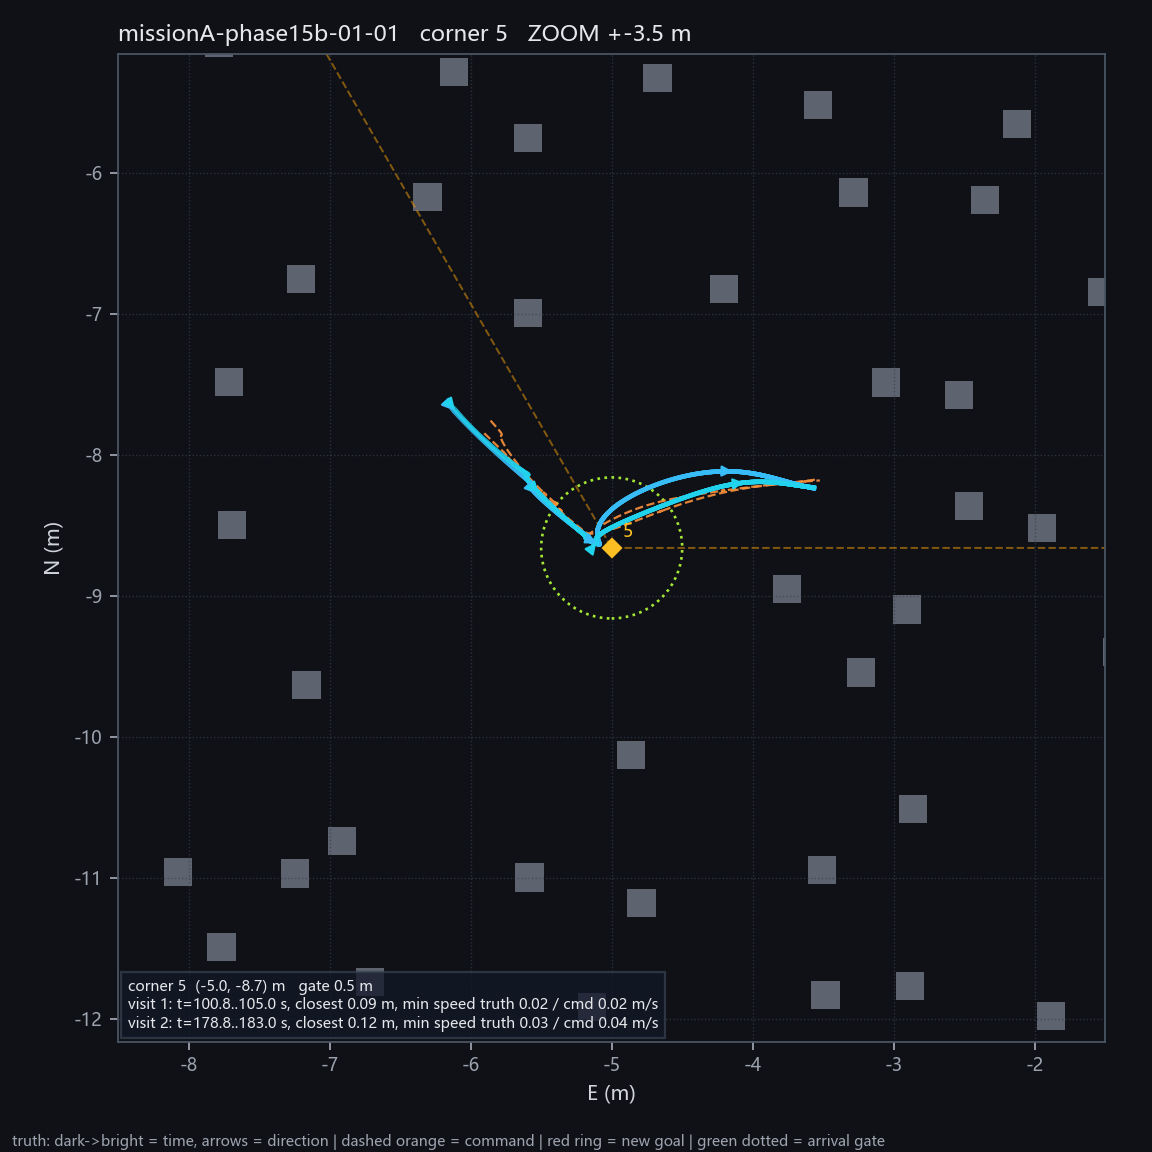 missionA-phase15b-01-01   corner 5   ZOOM +-3.5 m
-6
-7
-8
-9
-10
-11
-12
N (m)
5
corner 5  (-5.0, -8.7) m   gate 0.5 m
visit 1: t=100.8..105.0 s, closest 0.09 m, min speed truth 0.02 / cmd 0.02 m/s
visit 2: t=178.8..183.0 s, closest 0.12 m, min speed truth 0.03 / cmd 0.04 m/s
-8 -7 -6 -5 -4 -3 -2
E (m)
truth: dark->bright = time, arrows = direction | dashed orange = command | red ring = new goal | green dotted = arrival gate